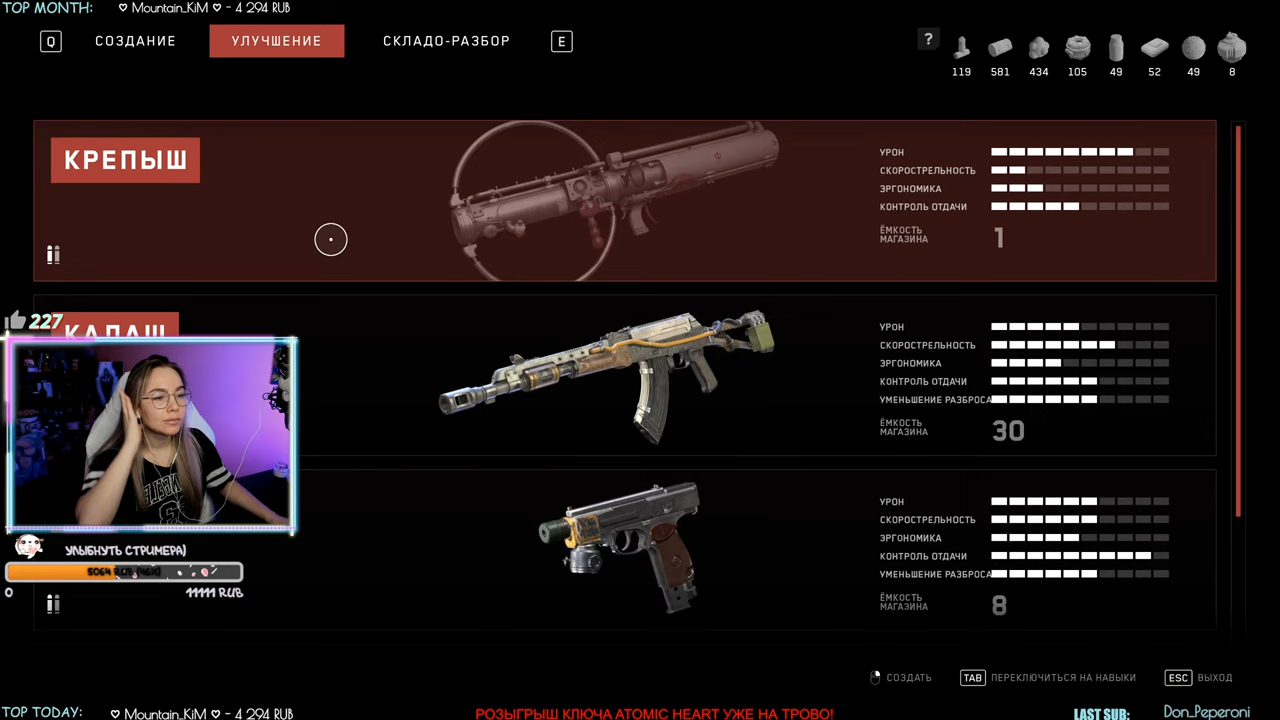 TOP MONTH: ♡ Mountain_KiM ♡ - 4 294 RUB
Q СОЗДАНИЕ УЛУЧШЕНИЕ СКЛАДО-РАЗБОР E
?
119 581 434 105 49 52 49 8
КРЕПЫШ
УРОН
СКОРОСТРЕЛЬНОСТЬ
ЭРГОНОМИКА
КОНТРОЛЬ ОТДАЧИ
ЁМКОСТЬ
МАГАЗИНА
1
227
КАЛАШ
УРОН
СКОРОСТРЕЛЬНОСТЬ
ЭРГОНОМИКА
КОНТРОЛЬ ОТДАЧИ
УМЕНЬШЕНИЕ РАЗБРОСА
ЁМКОСТЬ
МАГАЗИНА
30
УРОН
СКОРОСТРЕЛЬНОСТЬ
ЭРГОНОМИКА
КОНТРОЛЬ ОТДАЧИ
УМЕНЬШЕНИЕ РАЗБРОСА
ЁМКОСТЬ
МАГАЗИНА
8
УЛЫБНУТЬ СТРИМЕРА)
5064 RUB (46%)
0 11111 RUB
СОЗДАТЬ TAB ПЕРЕКЛЮЧИТЬСЯ НА НАВЫКИ ESC ВЫХОД
TOP TODAY: ♡ Mountain_KiM ♡ - 4 294 RUB
РОЗЫГРЫШ КЛЮЧА ATOMIC HEART УЖЕ НА ТРОВО!
LAST SUB: Don_Peperoni